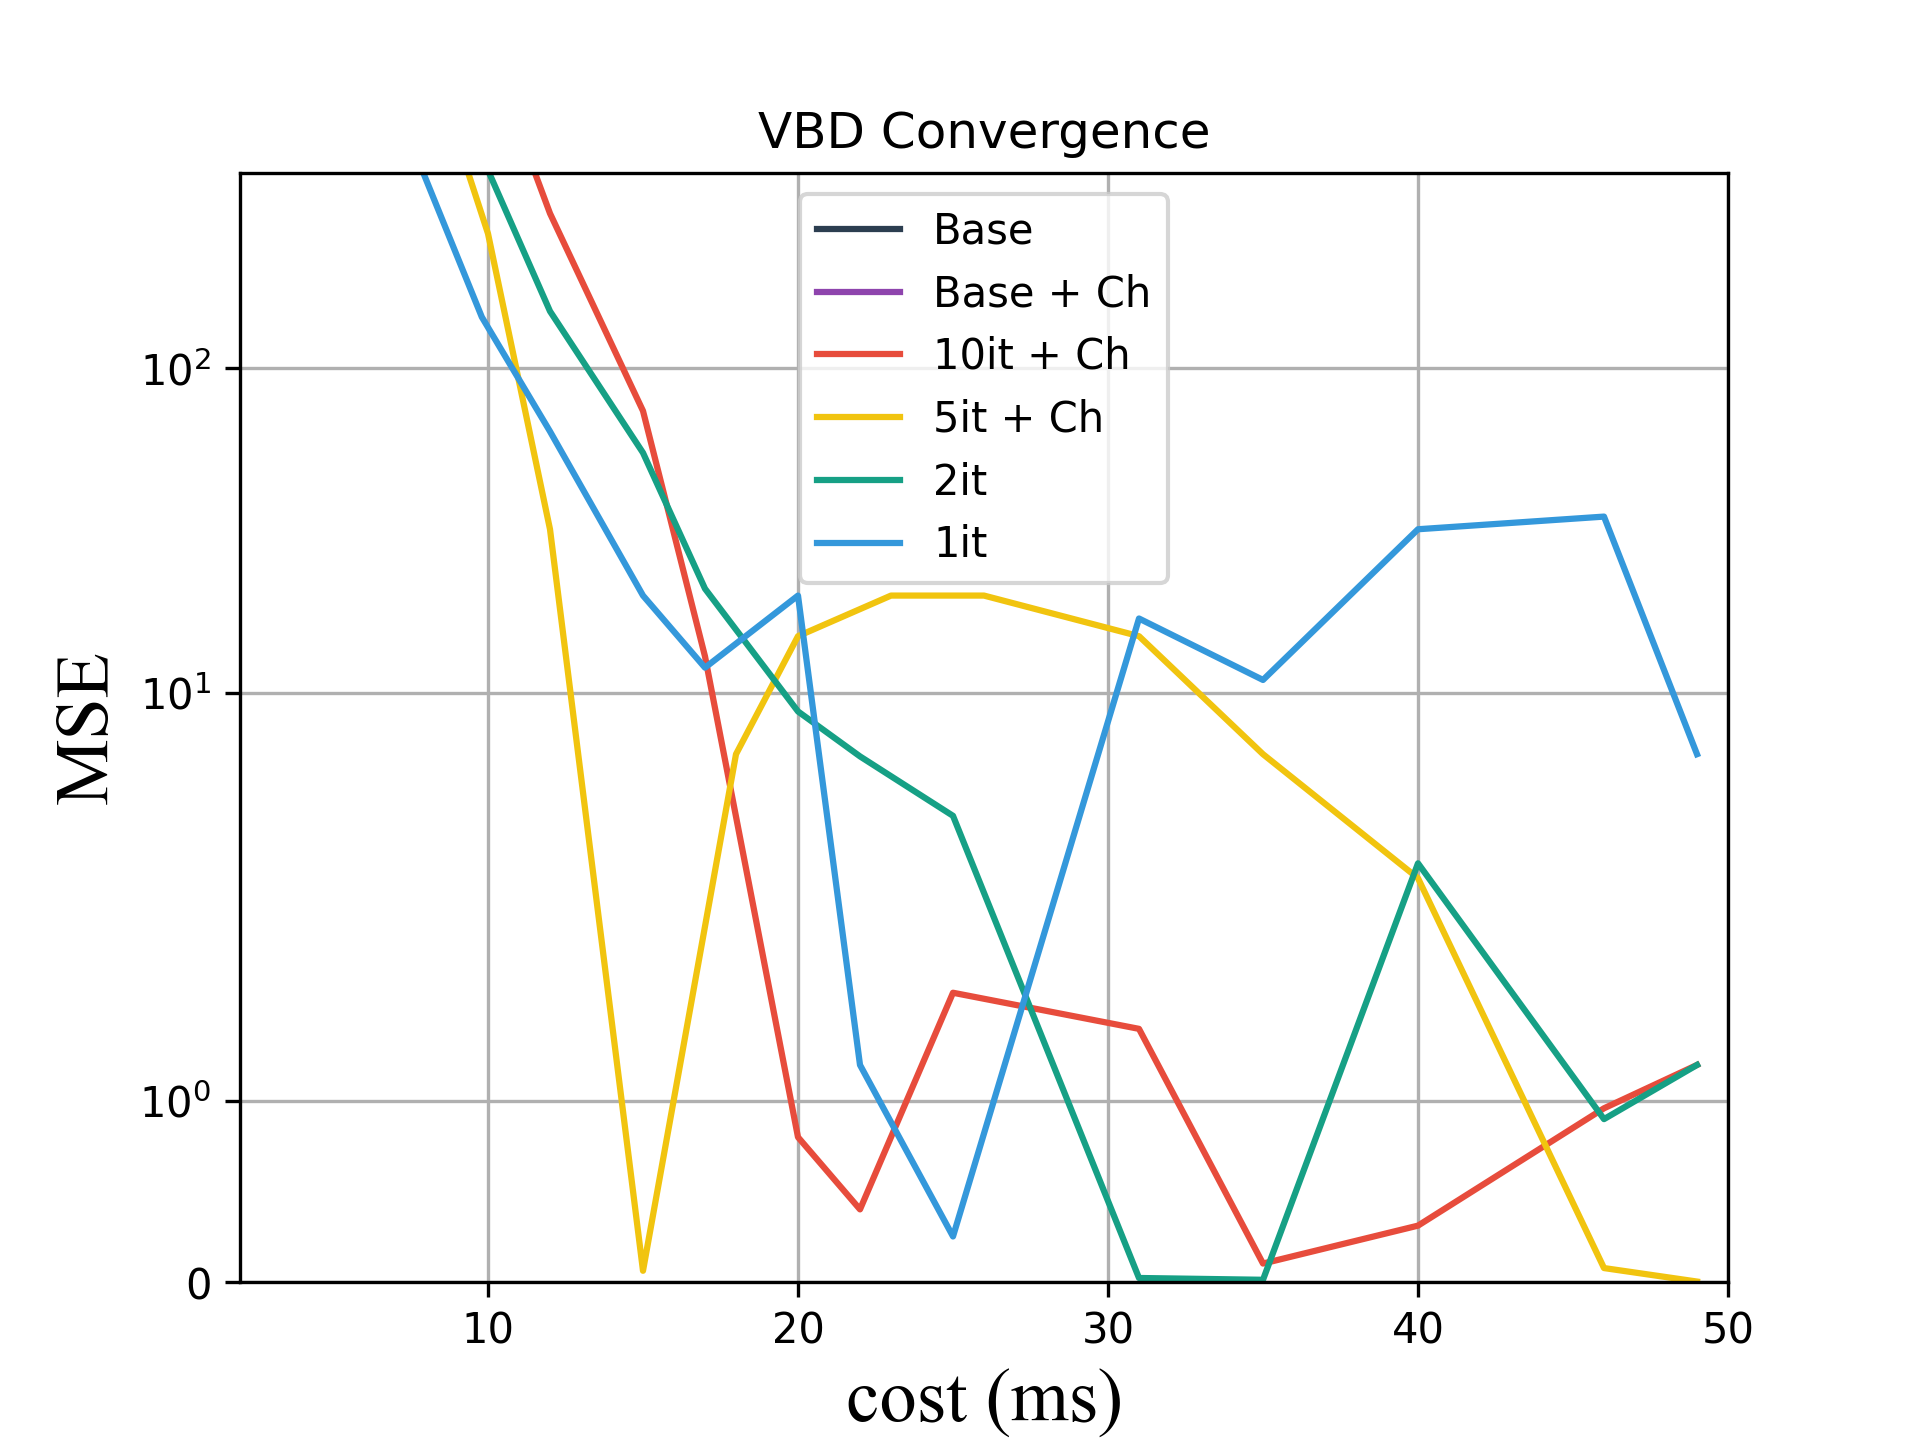 VBD Convergence
Base
Base + Ch
10it + Ch
5it + Ch
2it
1it
10²
10¹
10⁰
0
MSE
10 20 30 40 50
cost (ms)